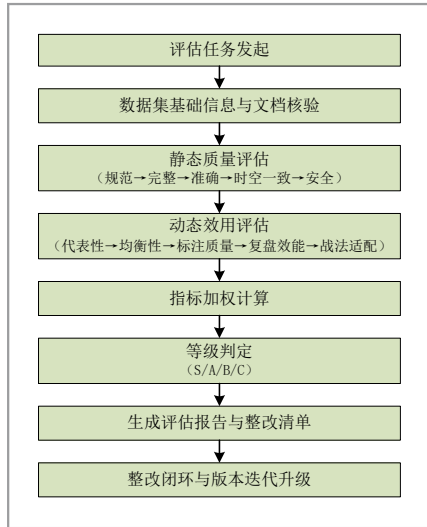 评估任务发起
数据集基础信息与文档核验
静态质量评估
（规范→完整→准确→时空一致→安全）
动态效用评估
（代表性→均衡性→标注质量→复盘效能→战法适配）
指标加权计算
等级判定
（S/A/B/C）
生成评估报告与整改清单
整改闭环与版本迭代升级